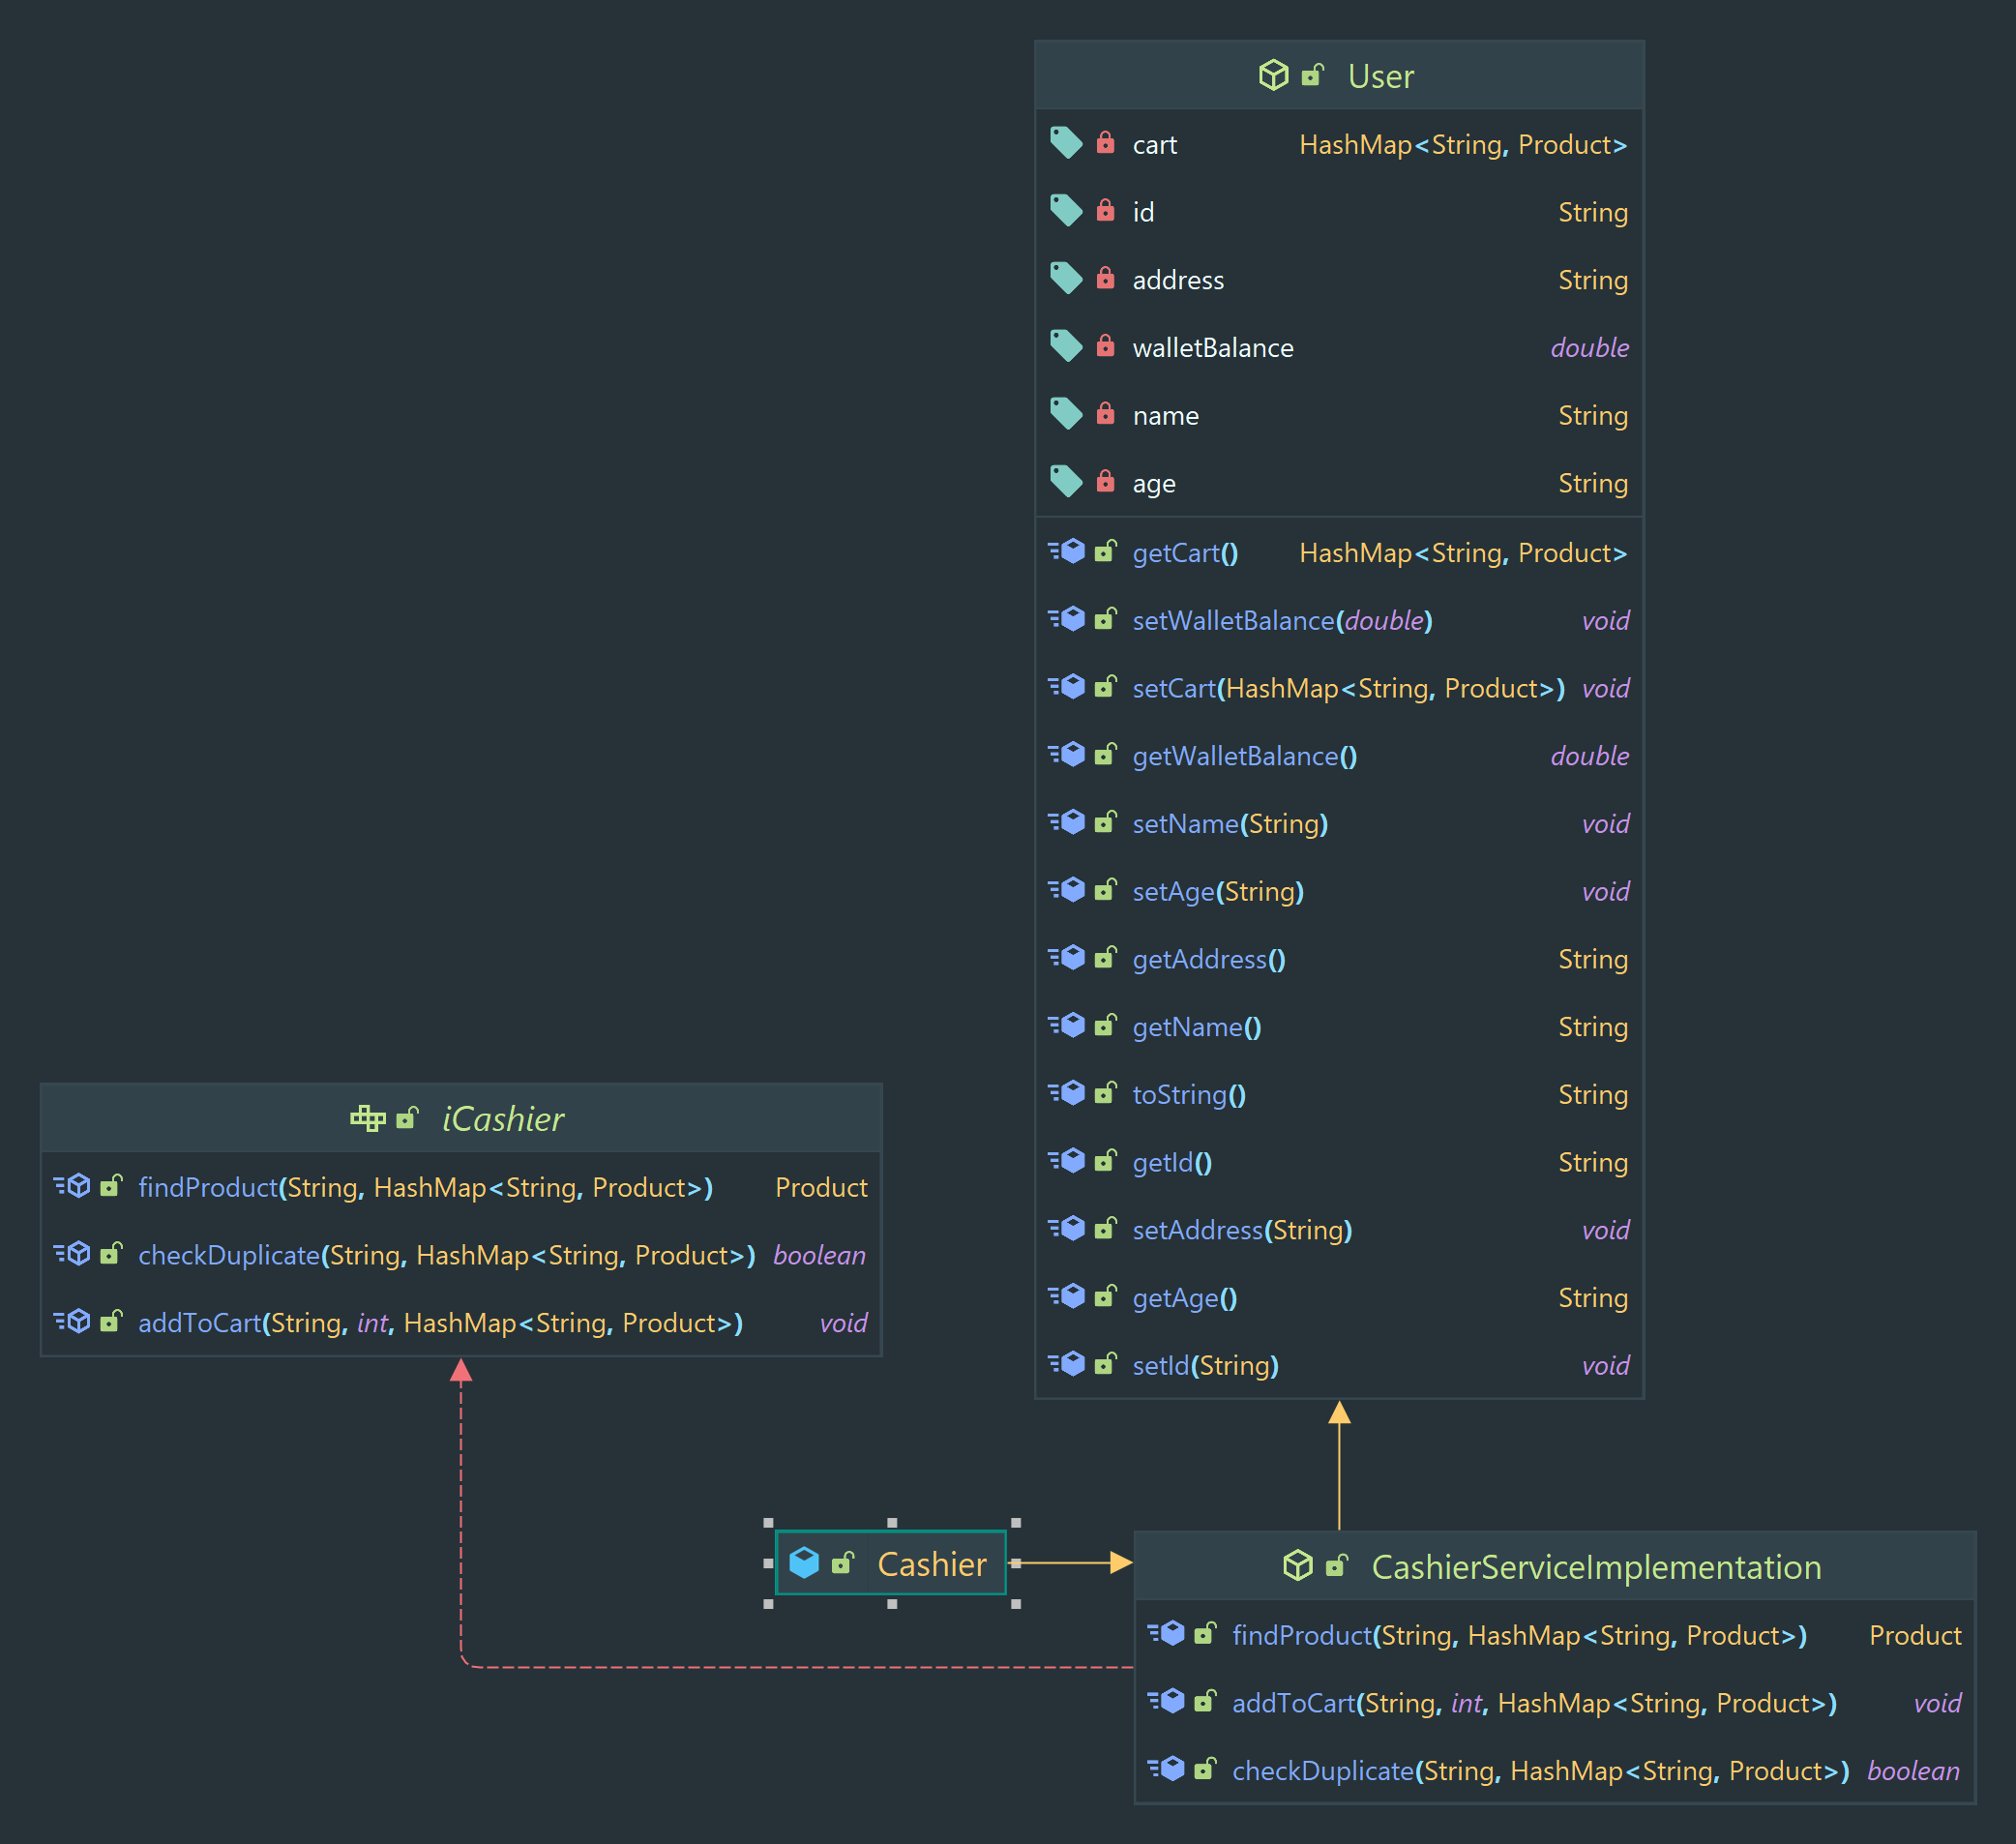 User
cart HashMap<String, Product>
id String
address String
walletBalance double
name String
age String
getCart() HashMap<String, Product>
setWalletBalance(double) void
setCart(HashMap<String, Product>) void
getWalletBalance() double
setName(String) void
setAge(String) void
getAddress() String
getName() String
toString() String
getId() String
setAddress(String) void
getAge() String
setId(String) void
iCashier
findProduct(String, HashMap<String, Product>) Product
checkDuplicate(String, HashMap<String, Product>) boolean
addToCart(String, int, HashMap<String, Product>) void
Cashier
CashierServiceImplementation
findProduct(String, HashMap<String, Product>) Product
addToCart(String, int, HashMap<String, Product>) void
checkDuplicate(String, HashMap<String, Product>) boolean